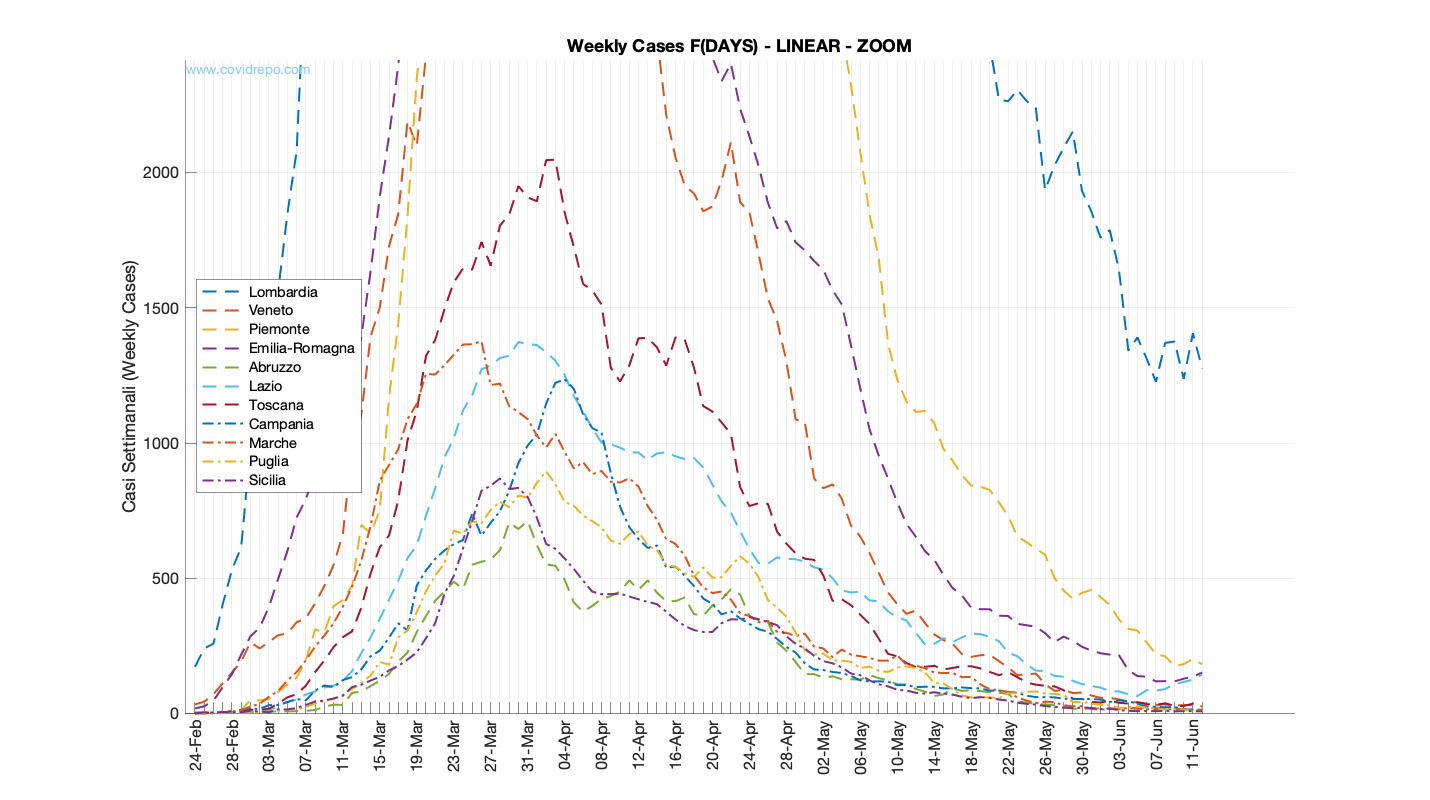 Weekly Cases F(DAYS) - LINEAR - ZOOM
www.covidrepo.com
Casi Settimanali (Weekly Cases)
2000
1500
1000
500
0
Lombardia
Veneto
Piemonte
Emilia-Romagna
Abruzzo
Lazio
Toscana
Campania
Marche
Puglia
Sicilia
24-Feb
28-Feb
03-Mar
07-Mar
11-Mar
15-Mar
19-Mar
23-Mar
27-Mar
31-Mar
04-Apr
08-Apr
12-Apr
16-Apr
20-Apr
24-Apr
28-Apr
02-May
06-May
10-May
14-May
18-May
22-May
26-May
30-May
03-Jun
07-Jun
11-Jun